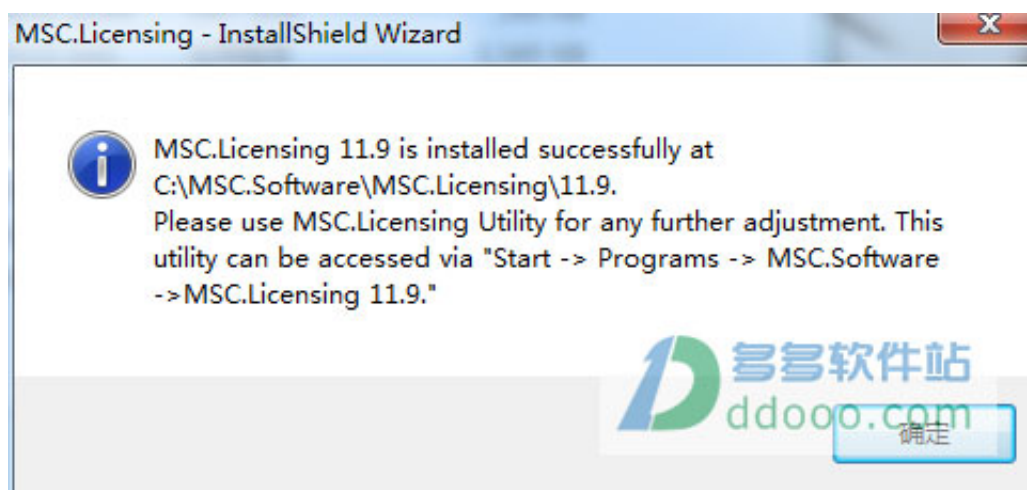 MSC.Licensing - InstallShield Wizard
MSC.Licensing 11.9 is installed successfully at
C:\MSC.Software\MSC.Licensing\11.9.
Please use MSC.Licensing Utility for any further adjustment. This
utility can be accessed via "Start -> Programs -> MSC.Software
->MSC.Licensing 11.9."
多多软件站
ddooo.com
确定